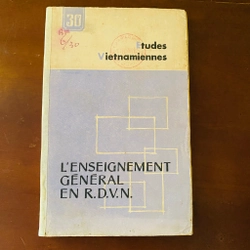 30
Etudes
Vietnamiennes
L'ENSEIGNEMENT
GÉNÉRAL
EN R.D.V.N.